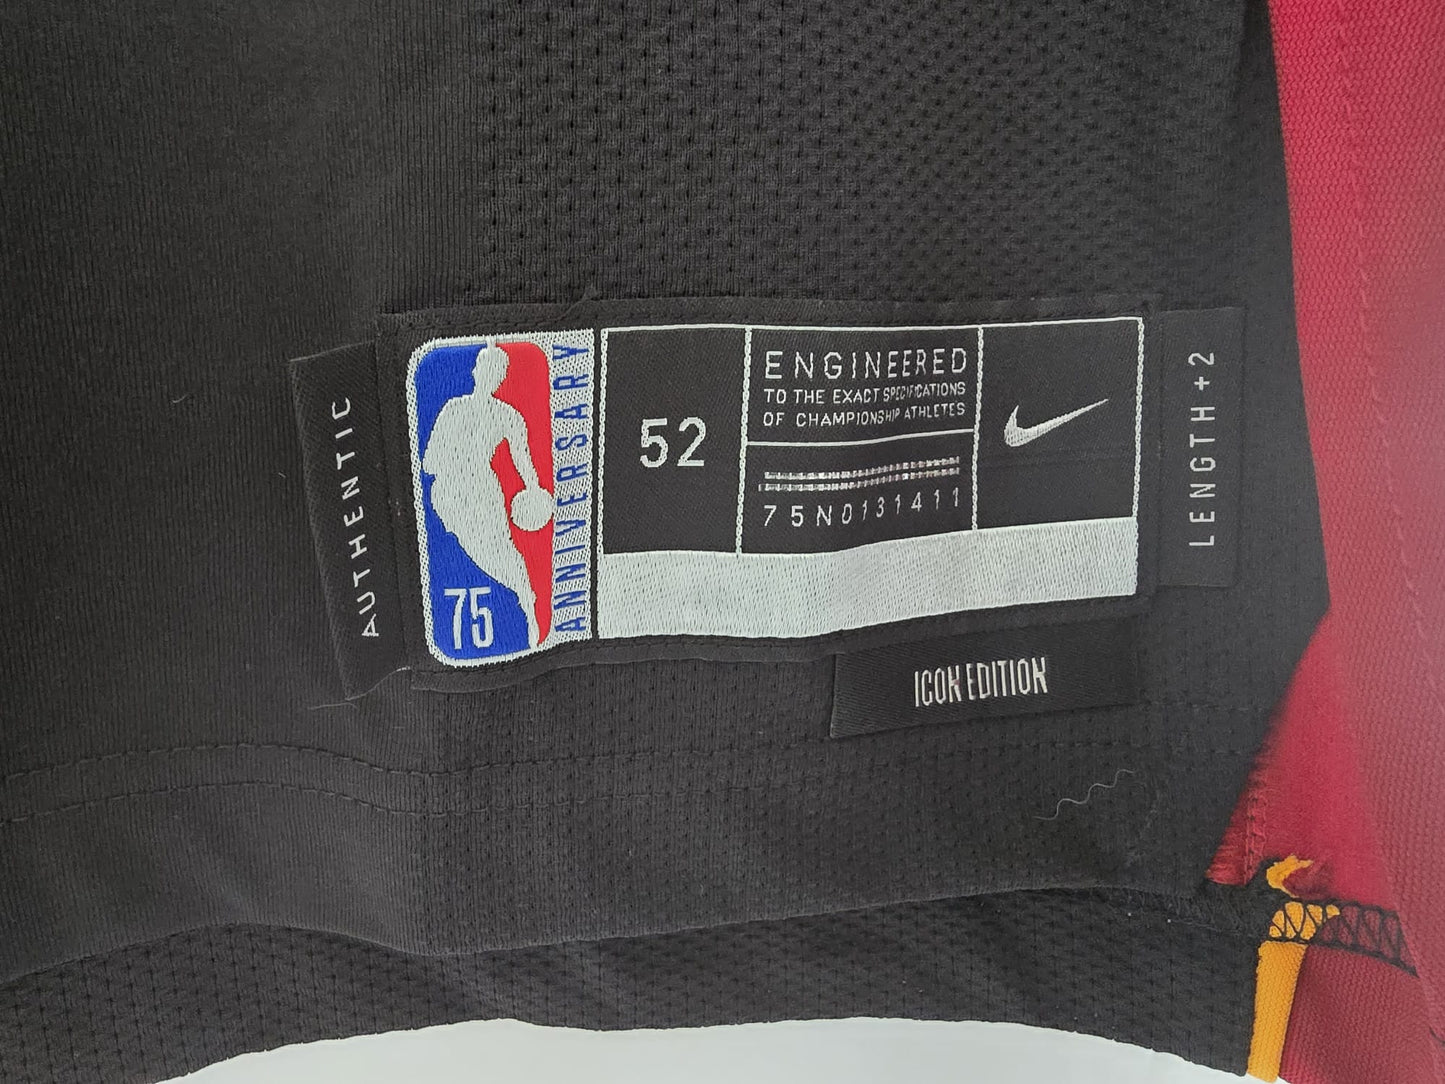 AUTHENTIC
75
ANNIVERSARY
52
ENGINEERED
TO THE EXACT SPECIFICATIONS
OF CHAMPIONSHIP ATHLETES
75N0131411
LENGTH+2
ICON EDITION